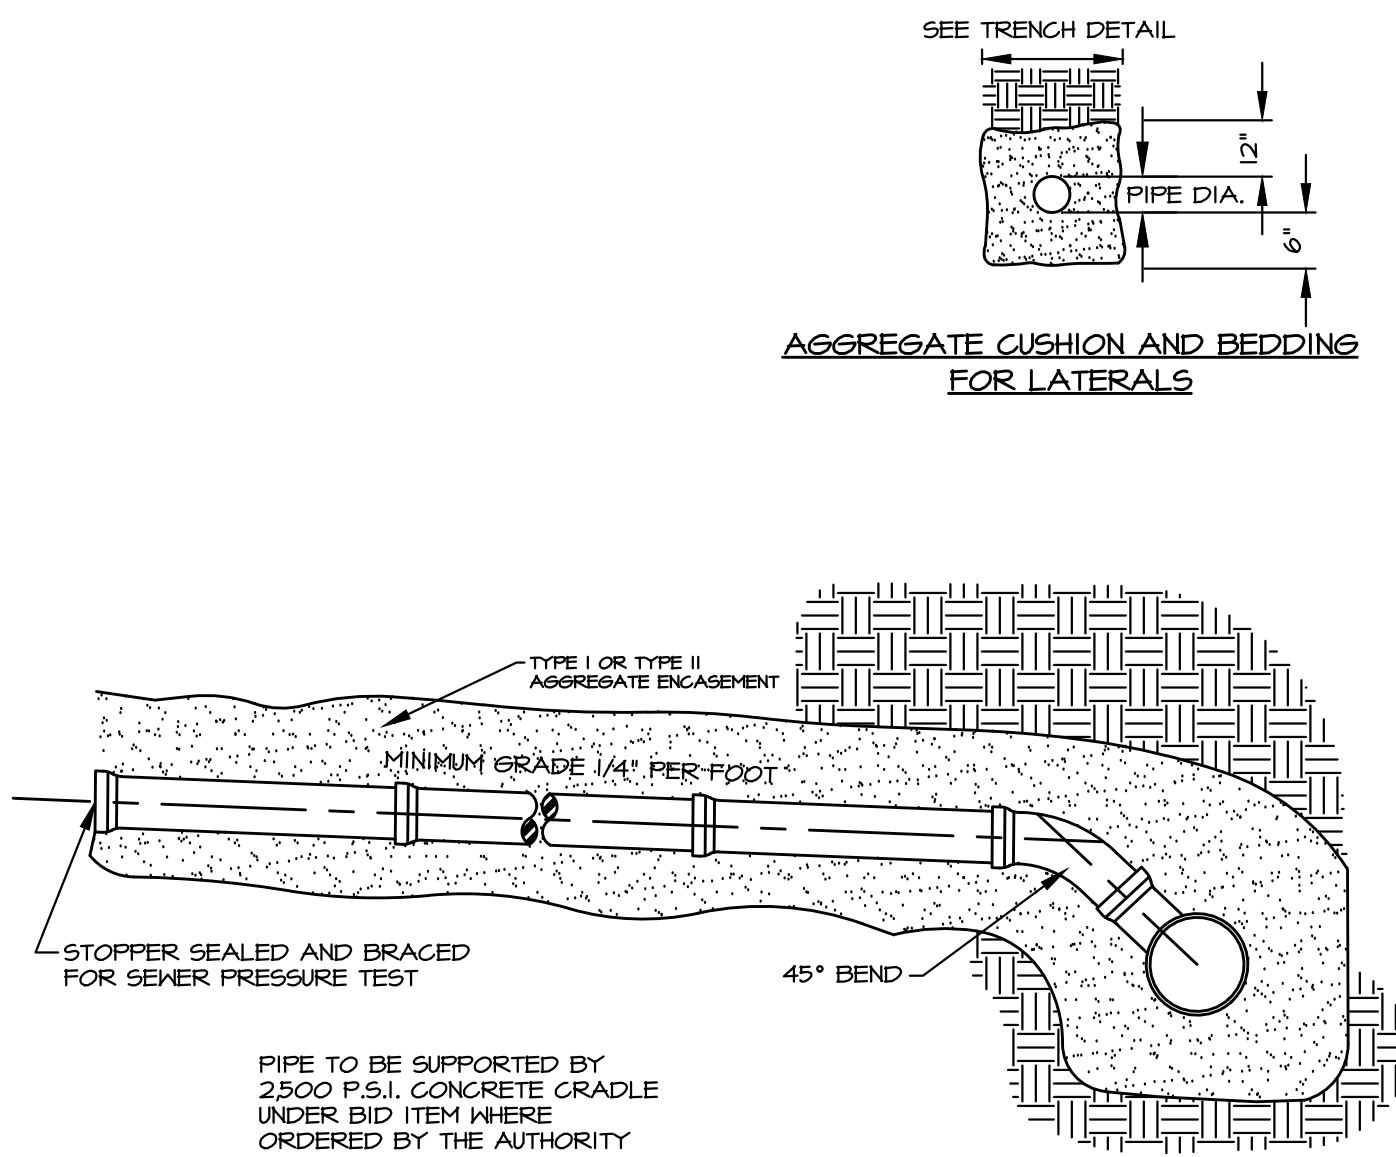 SEE TRENCH DETAIL
12"
PIPE DIA.
6"
AGGREGATE CUSHION AND BEDDING
FOR LATERALS
TYPE I OR TYPE II
AGGREGATE ENCASEMENT
MINIMUM GRADE 1/4" PER FOOT
STOPPER SEALED AND BRACED
FOR SEWER PRESSURE TEST
45° BEND
PIPE TO BE SUPPORTED BY
2,500 P.S.I. CONCRETE CRADLE
UNDER BID ITEM WHERE
ORDERED BY THE AUTHORITY